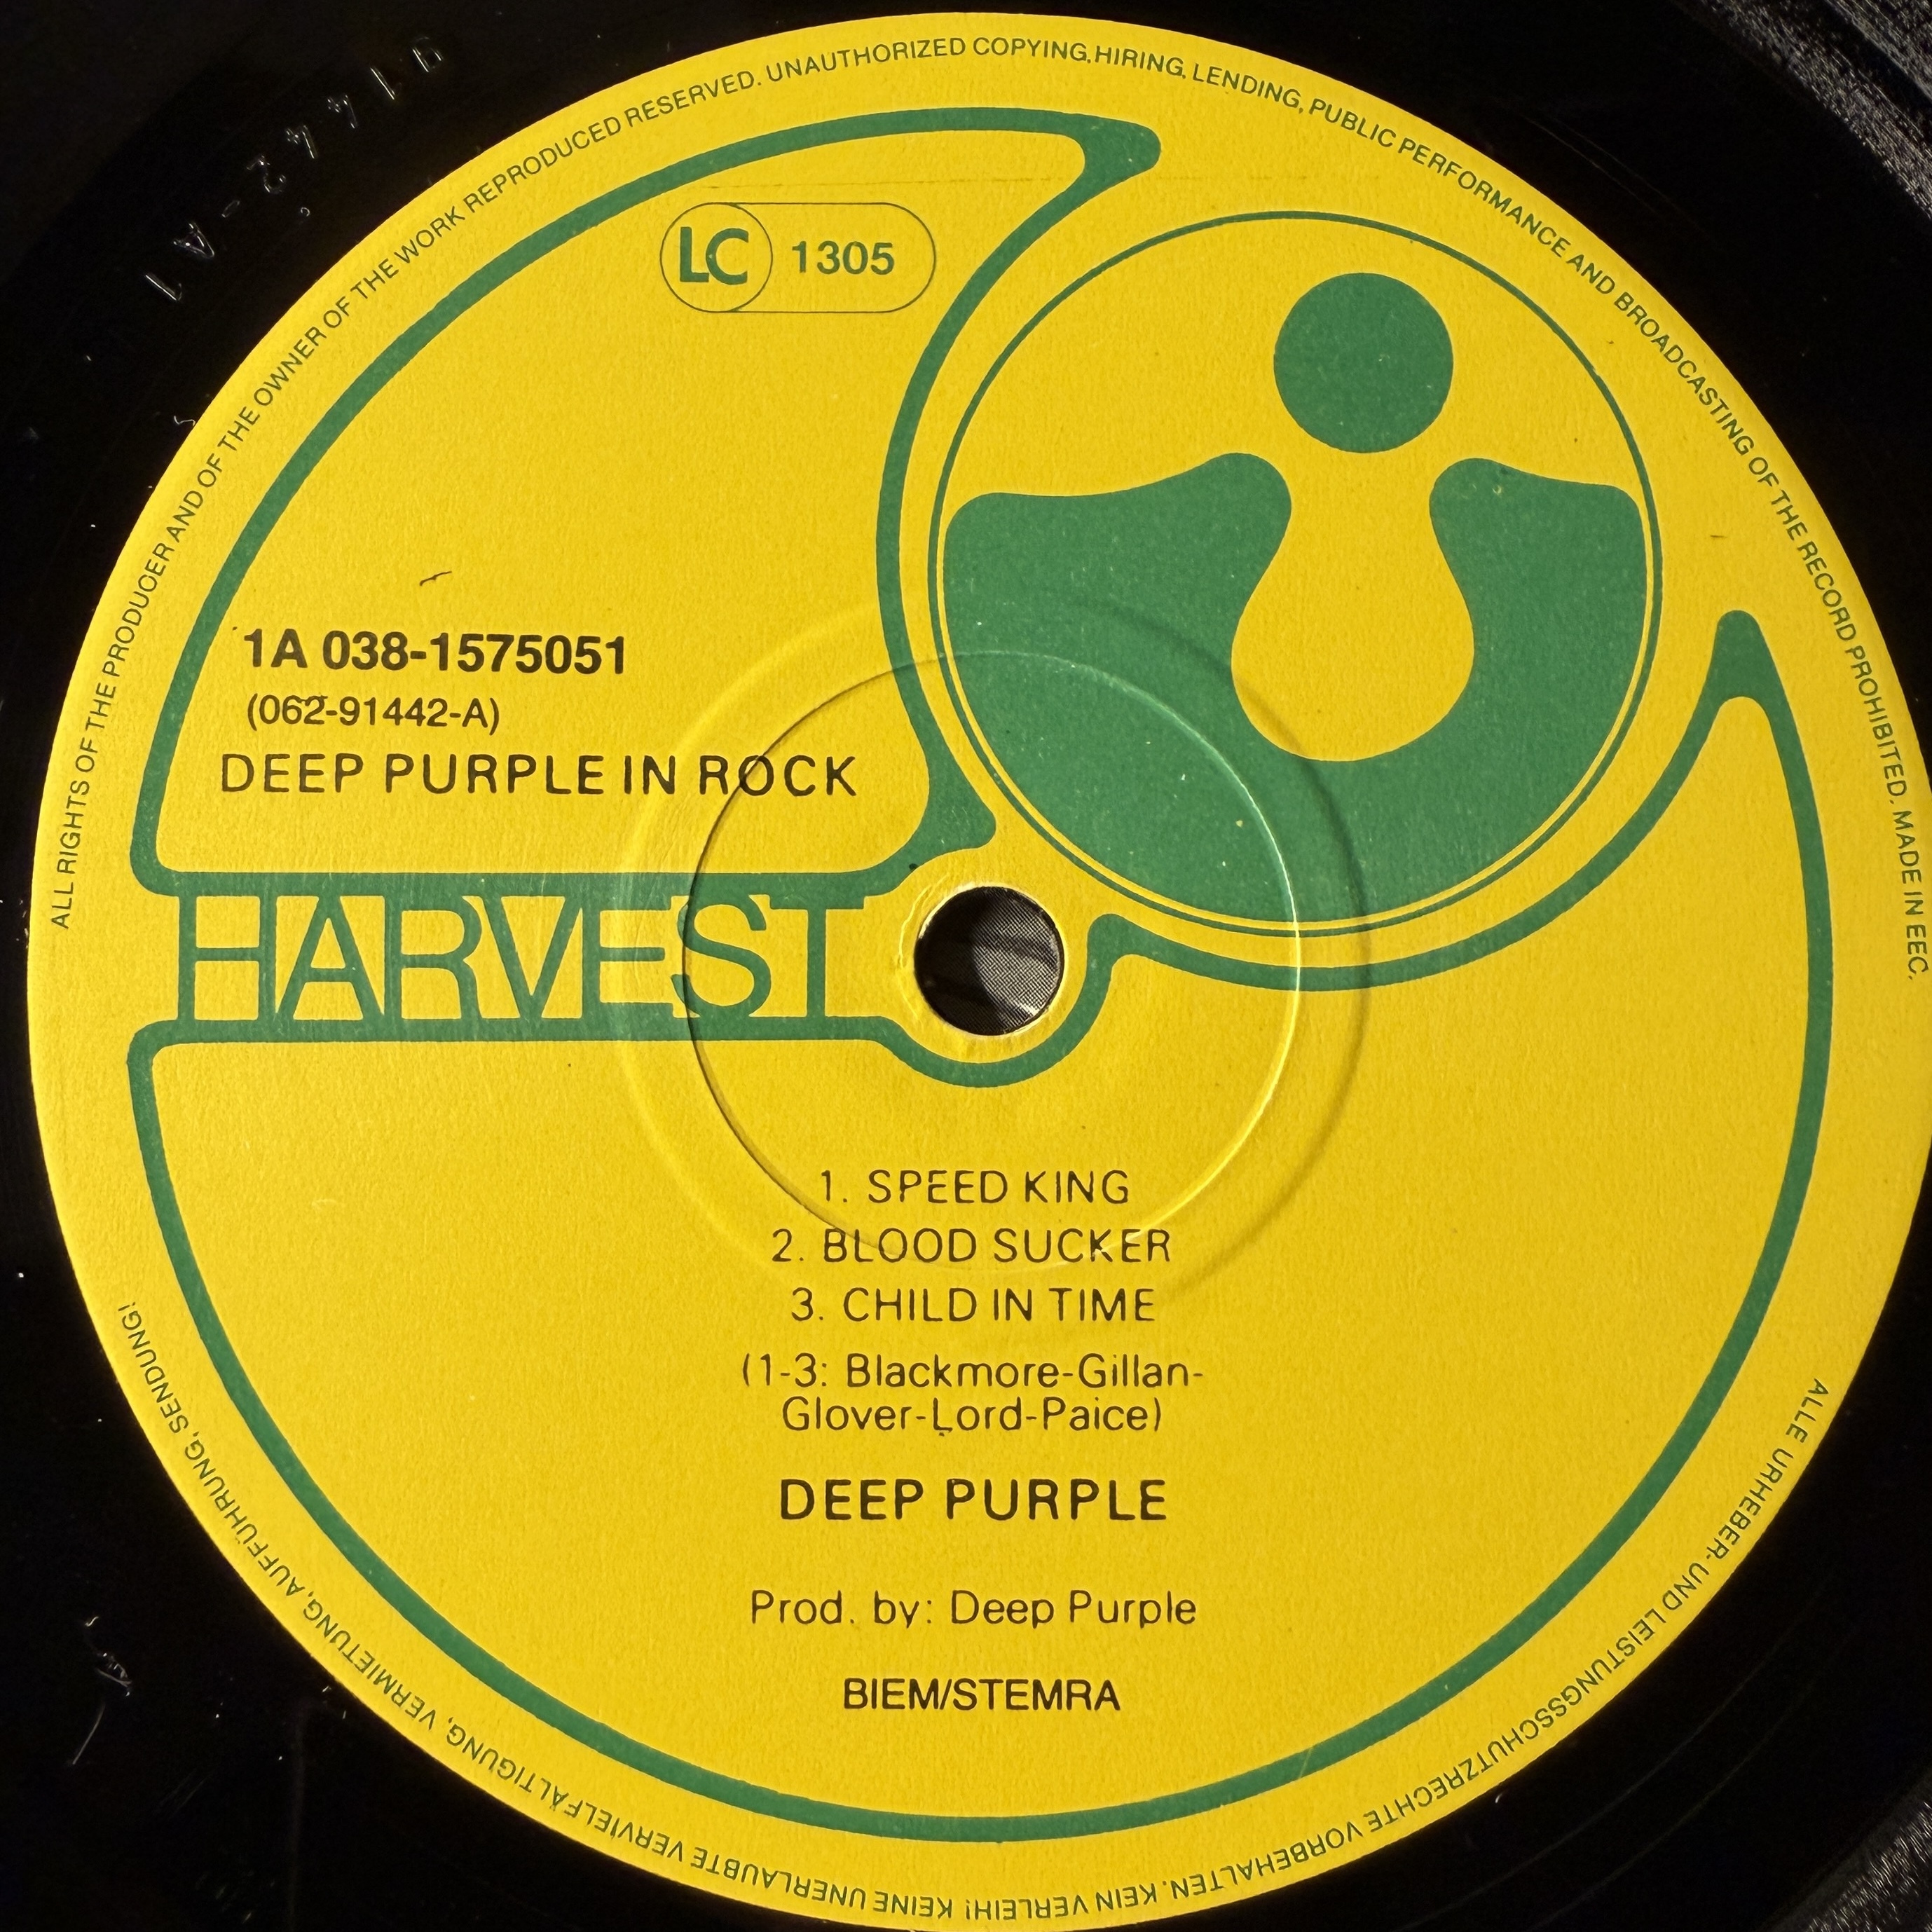 ALL RIGHTS OF THE PRODUCER AND OF THE OWNER OF THE WORK REPRODUCED RESERVED. UNAUTHORIZED COPYING, HIRING, LENDING, PUBLIC PERFORMANCE AND BROADCASTING OF THE RECORD PROHIBITED. MADE IN EEC.
91442-A1
LC 1305
1A 038-1575051
(062-91442-A)
DEEP PURPLE IN ROCK
HARVEST
1. SPEED KING
2. BLOOD SUCKER
3. CHILD IN TIME
(1-3: Blackmore-Gillan-
Glover-Lord-Paice)
DEEP PURPLE
Prod. by: Deep Purple
BIEM/STEMRA
ALLE URHEBER- UND LEISTUNGSSCHUTZRECHTE VORBEHALTEN. KEIN VERLEIH! KEINE UNERLAUBTE VERVIELFÄLTIGUNG, VERMIETUNG, AUFFÜHRUNG, SENDUNG!